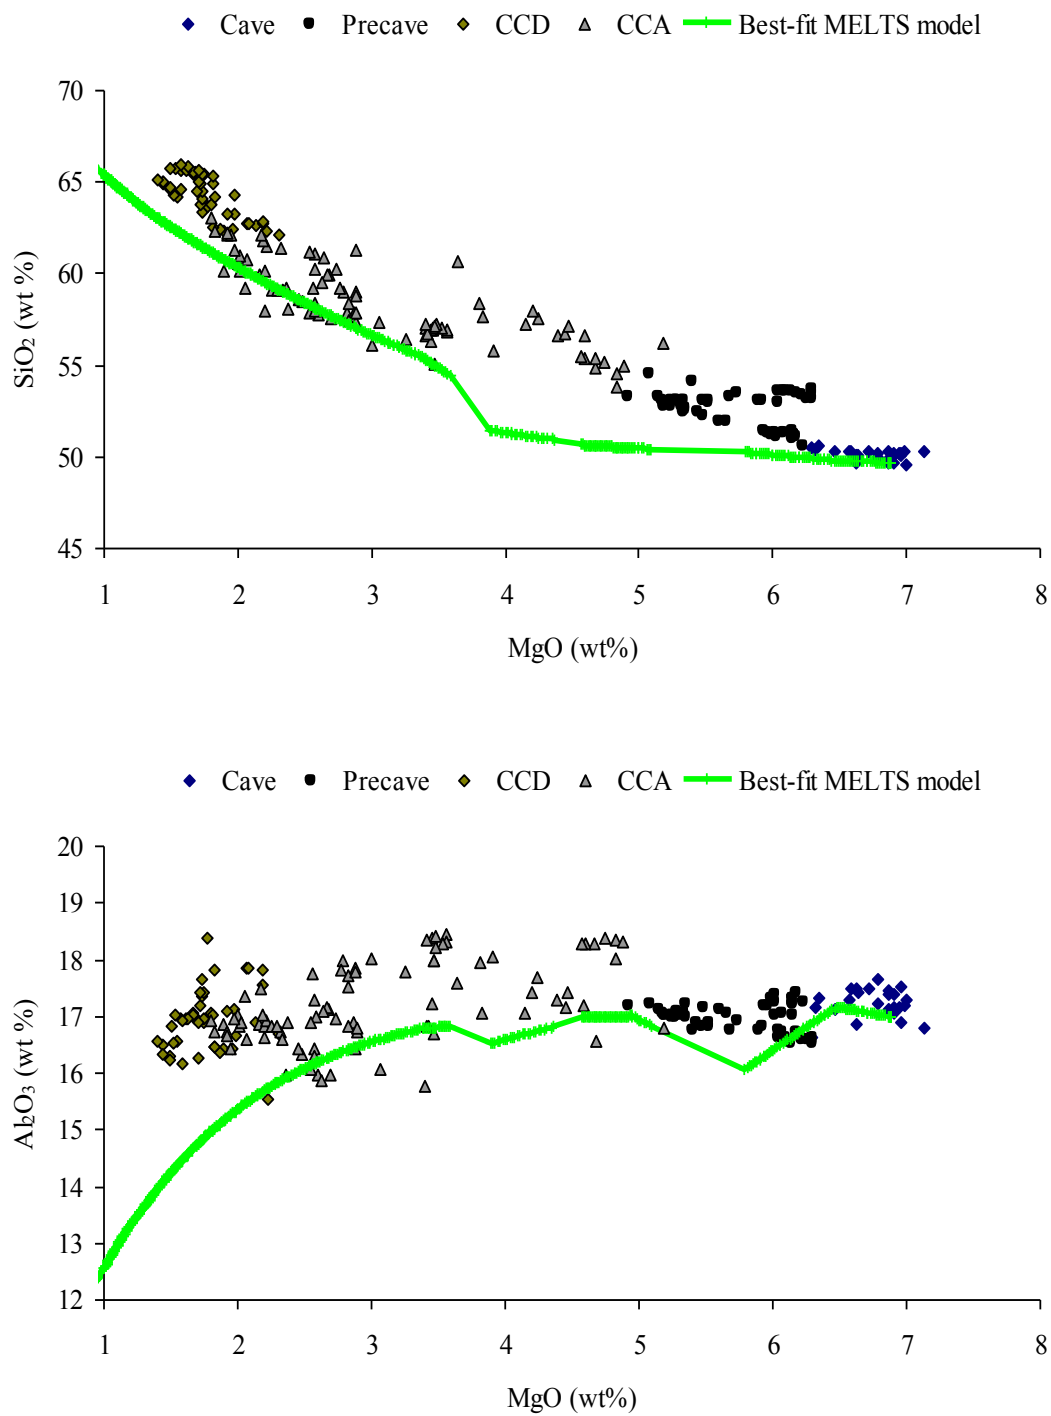 Cave Precave CCD CCA Best-fit MELTS model
70
65
60
55
50
45
SiO₂ (wt %)
1 2 3 4 5 6 7 8
MgO (wt%)
Cave Precave CCD CCA Best-fit MELTS model
20
19
18
17
16
15
14
13
12
Al₂O₃ (wt %)
1 2 3 4 5 6 7 8
MgO (wt%)